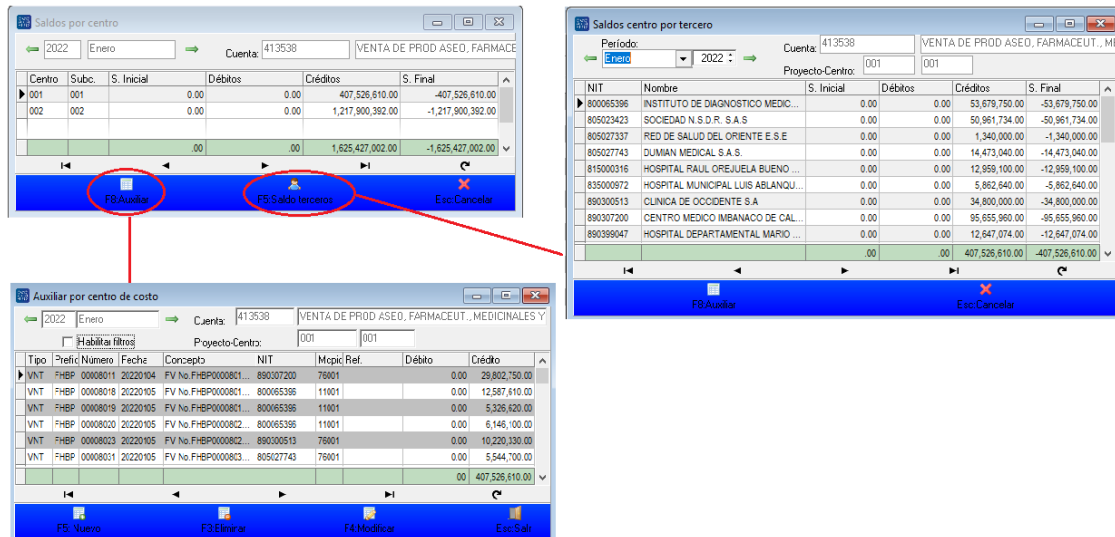 Saldos por centro
2022 Enero Cuenta: 413538 VENTA DE PROD ASEO, FARMACE
Centro Subc. S. Inicial Débitos Créditos S. Final
001 001 0.00 0.00 407,526,610.00 -407,526,610.00
002 002 0.00 0.00 1,217,900,392.00 -1,217,900,392.00
.00 .00 1,625,427,002.00 -1,625,427,002.00
F8:Auxiliar F5:Saldo terceros Esc:Cancelar
Saldos centro por tercero
Período:
Enero 2022 Cuenta: 413538 VENTA DE PROD ASEO, FARMACEUT., ME
Proyecto-Centro: 001 001
NIT Nombre S. Inicial Débitos Créditos S. Final
800065396 INSTITUTO DE DIAGNOSTICO MEDIC... 0.00 0.00 53,679,750.00 -53,679,750.00
805023423 SOCIEDAD N.S.D.R. S.A.S 0.00 0.00 50,961,734.00 -50,961,734.00
805027337 RED DE SALUD DEL ORIENTE E.S.E 0.00 0.00 1,340,000.00 -1,340,000.00
805027743 DUMIAN MEDICAL S.A.S. 0.00 0.00 14,473,040.00 -14,473,040.00
815000316 HOSPITAL RAUL OREJUELA BUENO ... 0.00 0.00 12,959,100.00 -12,959,100.00
835000972 HOSPITAL MUNICIPAL LUIS ABLANQU... 0.00 0.00 5,862,640.00 -5,862,640.00
890300513 CLINICA DE OCCIDENTE S.A 0.00 0.00 34,800,000.00 -34,800,000.00
890307200 CENTRO MEDICO IMBANACO DE CAL... 0.00 0.00 95,655,960.00 -95,655,960.00
890399047 HOSPITAL DEPARTAMENTAL MARIO ... 0.00 0.00 12,647,074.00 -12,647,074.00
.00 .00 407,526,610.00 -407,526,610.00
F8:Auxiliar Esc:Cancelar
Auxiliar por centro de costo
2022 Enero Cuenta: 413538 VENTA DE PROD ASEO, FARMACEUT., MEDICINALES Y
Habilitar filtros Proyecto-Centro: 001 001
Tipo Prefic Número Fecha Concepto NIT Mcpic Ref. Débito Crédito
VNT FHBP 00008011 20220104 FV No.FHBP0000801... 890307200 76001 0.00 29,802,750.00
VNT FHBP 00008018 20220105 FV No.FHBP0000801... 800065396 11001 0.00 12,587,610.00
VNT FHBP 00008019 20220105 FV No.FHBP0000801... 800065396 11001 0.00 5,326,620.00
VNT FHBP 00008020 20220105 FV No.FHBP0000802... 800065396 11001 0.00 6,146,100.00
VNT FHBP 00008023 20220105 FV No.FHBP0000802... 890300513 76001 0.00 10,220,330.00
VNT FHBP 00008031 20220105 FV No.FHBP0000803... 805027743 76001 0.00 5,544,700.00
00 407,526,610.00
F5: Nuevo F3:Eliminar F4:Modificar Esc:Salir